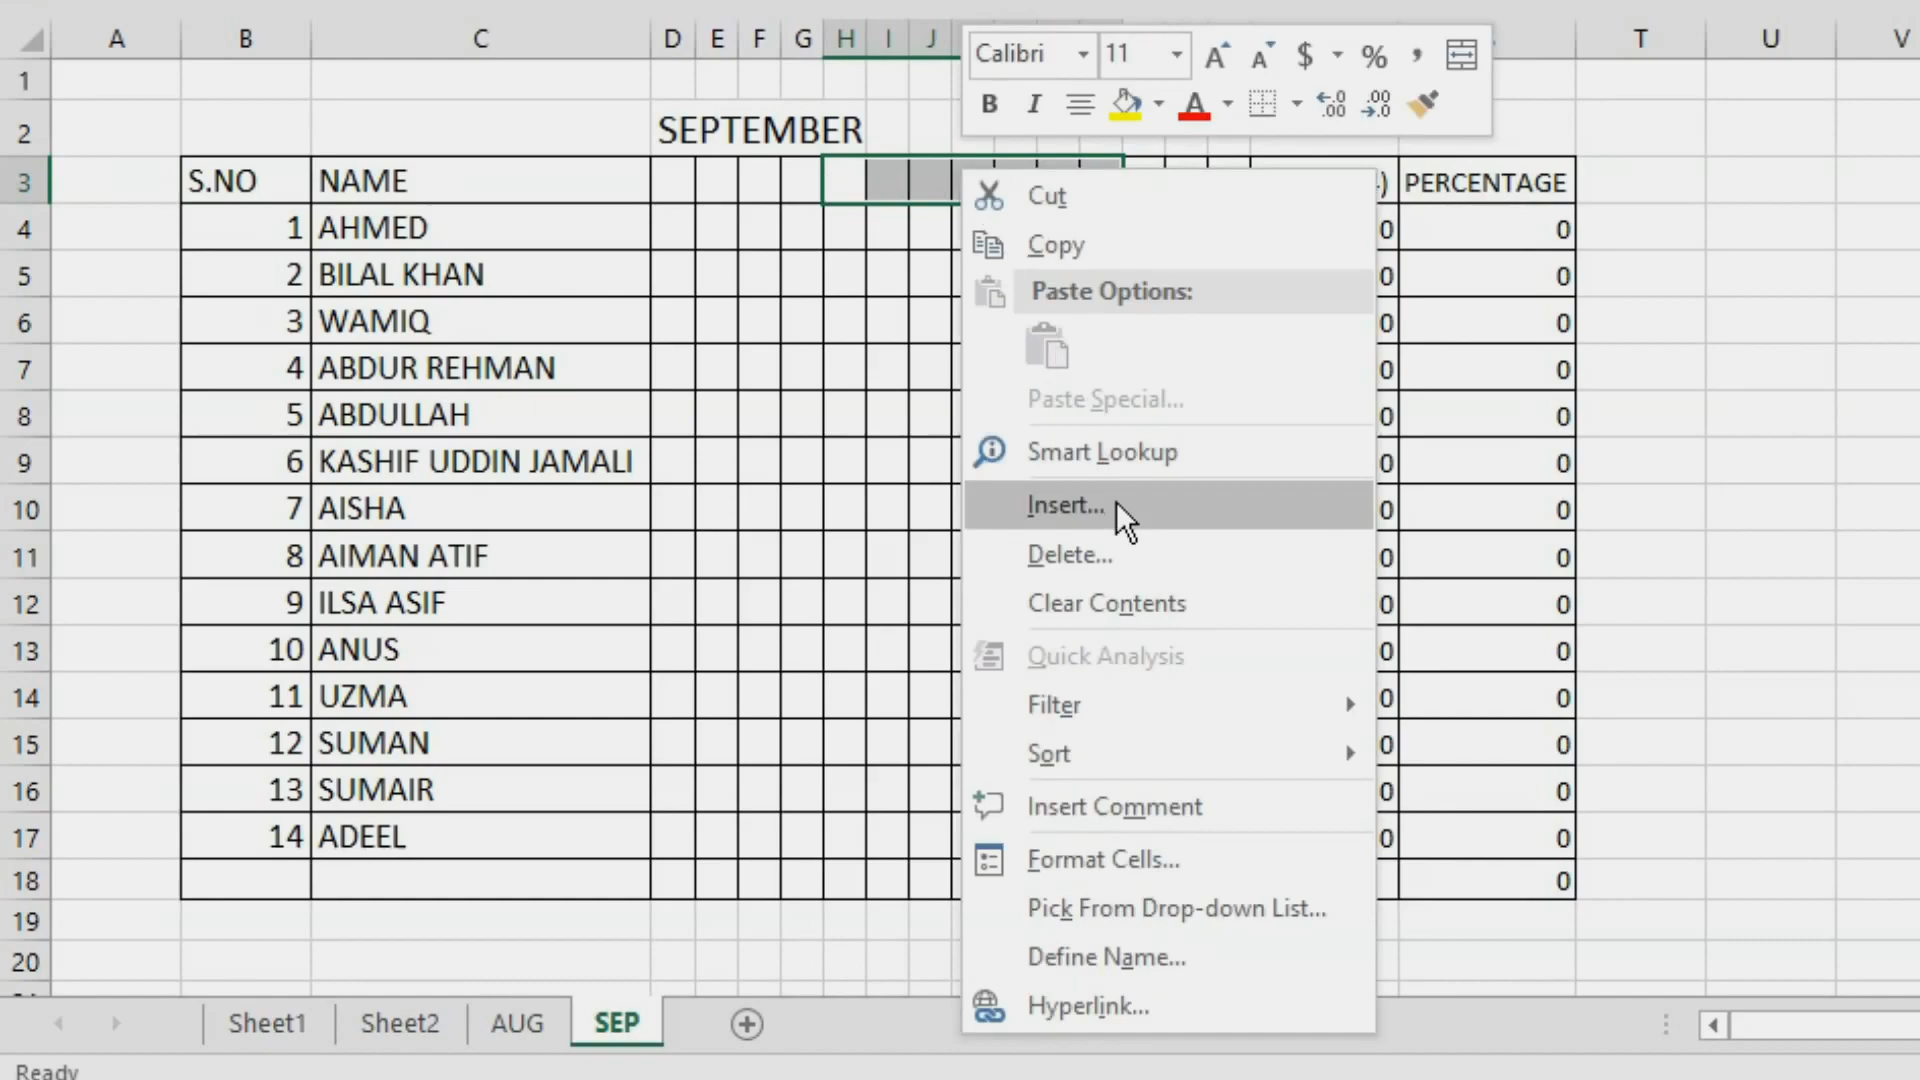 A B C D E F G H I J T U V
Calibri 11 A A $ % ,
B I A
1
2 SEPTEMBER
3 S.NO NAME ) PERCENTAGE
4 1 AHMED 0 0
5 2 BILAL KHAN 0 0
6 3 WAMIQ 0 0
7 4 ABDUR REHMAN 0 0
8 5 ABDULLAH 0 0
9 6 KASHIF UDDIN JAMALI 0 0
10 7 AISHA 0 0
11 8 AIMAN ATIF 0 0
12 9 ILSA ASIF 0 0
13 10 ANUS 0 0
14 11 UZMA 0 0
15 12 SUMAN 0 0
16 13 SUMAIR 0 0
17 14 ADEEL 0 0
18 0
19
20
Cut
Copy
Paste Options:
Paste Special...
Smart Lookup
Insert...
Delete...
Clear Contents
Quick Analysis
Filter
Sort
Insert Comment
Format Cells...
Pick From Drop-down List...
Define Name...
Hyperlink...
Sheet1 Sheet2 AUG SEP
Ready